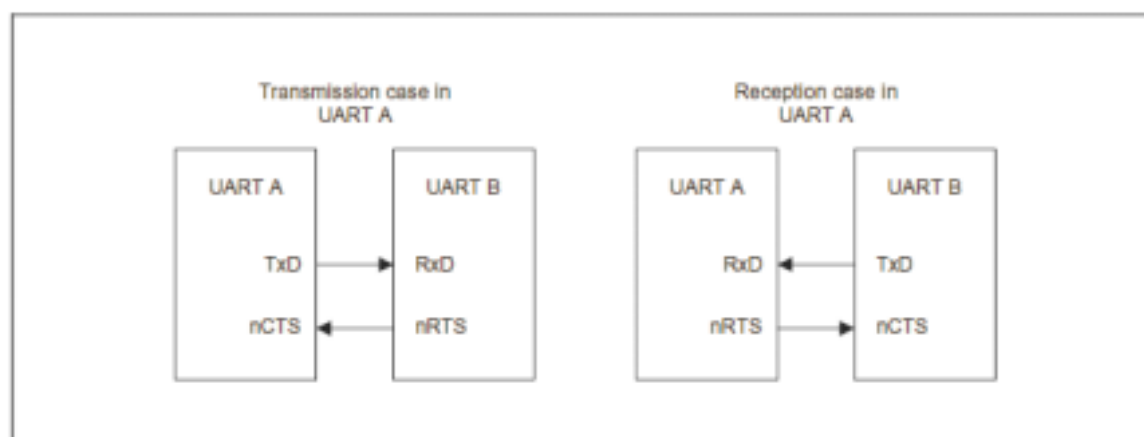 Transmission case in
UART A
UART A
UART B
TxD
RxD
nCTS
nRTS
Reception case in
UART A
UART A
UART B
RxD
TxD
nRTS
nCTS